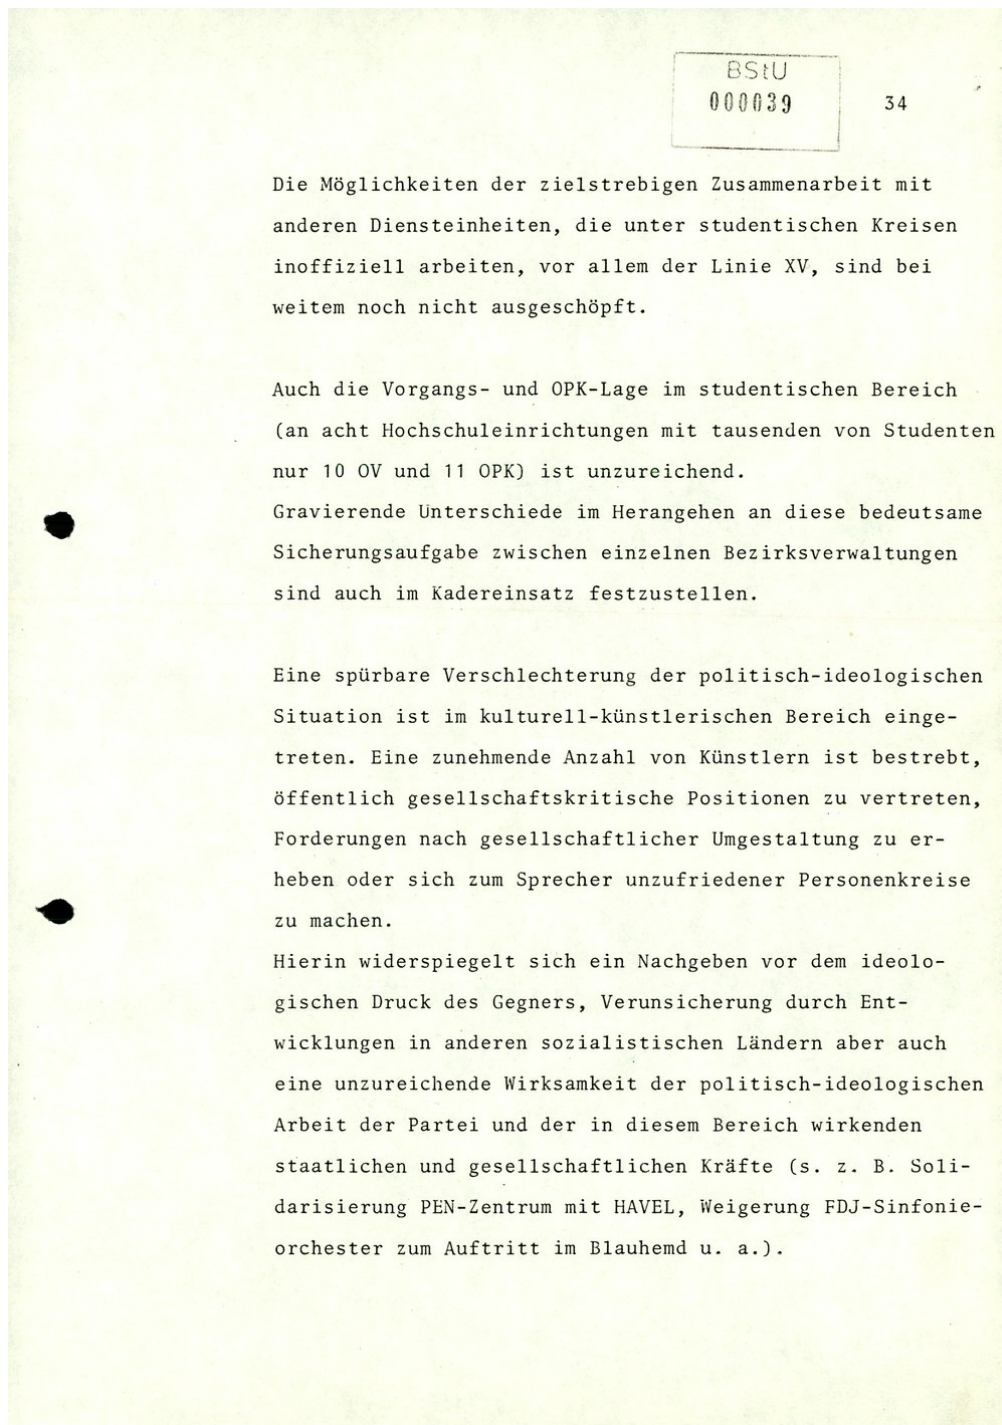 BStU
000039
34
Die Möglichkeiten der zielstrebigen Zusammenarbeit mit
anderen Diensteinheiten, die unter studentischen Kreisen
inoffiziell arbeiten, vor allem der Linie XV, sind bei
weitem noch nicht ausgeschöpft.
Auch die Vorgangs- und OPK-Lage im studentischen Bereich
(an acht Hochschuleinrichtungen mit tausenden von Studenten
nur 10 OV und 11 OPK) ist unzureichend.
Gravierende Unterschiede im Herangehen an diese bedeutsame
Sicherungsaufgabe zwischen einzelnen Bezirksverwaltungen
sind auch im Kadereinsatz festzustellen.
Eine spürbare Verschlechterung der politisch-ideologischen
Situation ist im kulturell-künstlerischen Bereich einge-
treten. Eine zunehmende Anzahl von Künstlern ist bestrebt,
öffentlich gesellschaftskritische Positionen zu vertreten,
Forderungen nach gesellschaftlicher Umgestaltung zu er-
heben oder sich zum Sprecher unzufriedener Personenkreise
zu machen.
Hierin widerspiegelt sich ein Nachgeben vor dem ideolo-
gischen Druck des Gegners, Verunsicherung durch Ent-
wicklungen in anderen sozialistischen Ländern aber auch
eine unzureichende Wirksamkeit der politisch-ideologischen
Arbeit der Partei und der in diesem Bereich wirkenden
staatlichen und gesellschaftlichen Kräfte (s. z. B. Soli-
darisierung PEN-Zentrum mit HAVEL, Weigerung FDJ-Sinfonie-
orchester zum Auftritt im Blauhemd u. a.).